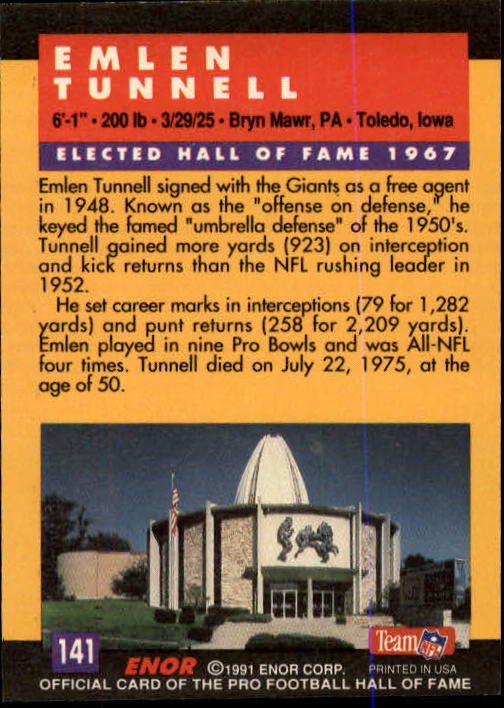 EMLEN
TUNNELL
6'-1" • 200 lb • 3/29/25 • Bryn Mawr, PA • Toledo, Iowa
ELECTED HALL OF FAME 1967
Emlen Tunnell signed with the Giants as a free agent
in 1948. Known as the "offense on defense," he
keyed the famed "umbrella defense" of the 1950's.
Tunnell gained more yards (923) on interception
and kick returns than the NFL rushing leader in
1952.
He set career marks in interceptions (79 for 1,282
yards) and punt returns (258 for 2,209 yards).
Emlen played in nine Pro Bowls and was All-NFL
four times. Tunnell died on July 22, 1975, at the
age of 50.
141
ENOR ©1991 ENOR CORP.
Team NFL
PRINTED IN USA
OFFICIAL CARD OF THE PRO FOOTBALL HALL OF FAME